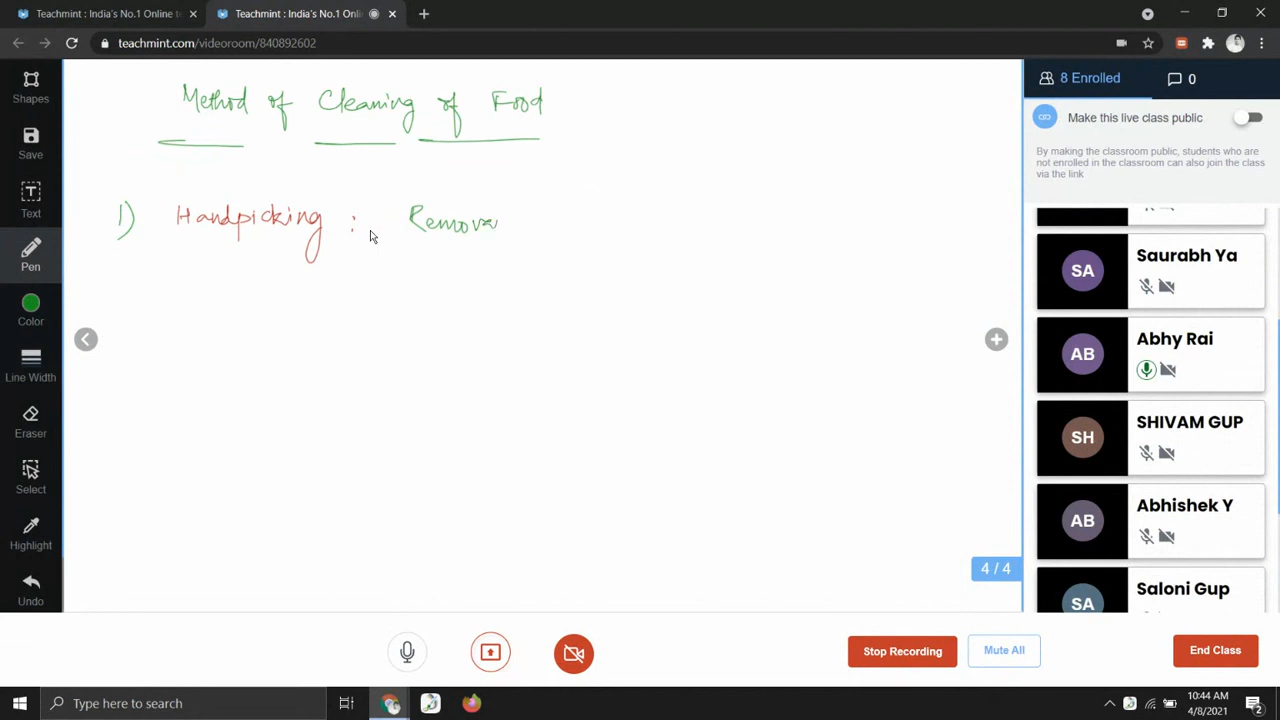 Teachmint : India's No.1 Online t
Teachmint : India's No.1 Onli
teachmint.com/videoroom/840892602
Shapes
Save
Text
Pen
Color
Line Width
Eraser
Select
Highlight
Undo
Method of Cleaning of Food
1) Handpicking : Remova
4 / 4
8 Enrolled
0
Make this live class public
By making the classroom public, students who are
not enrolled in the classroom can also join the class
via the link
Saurabh Ya
SA
Abhy Rai
AB
SHIVAM GUP
SH
Abhishek Y
AB
Saloni Gup
SA
Stop Recording
Mute All
End Class
Type here to search
10:44 AM
4/8/2021
2